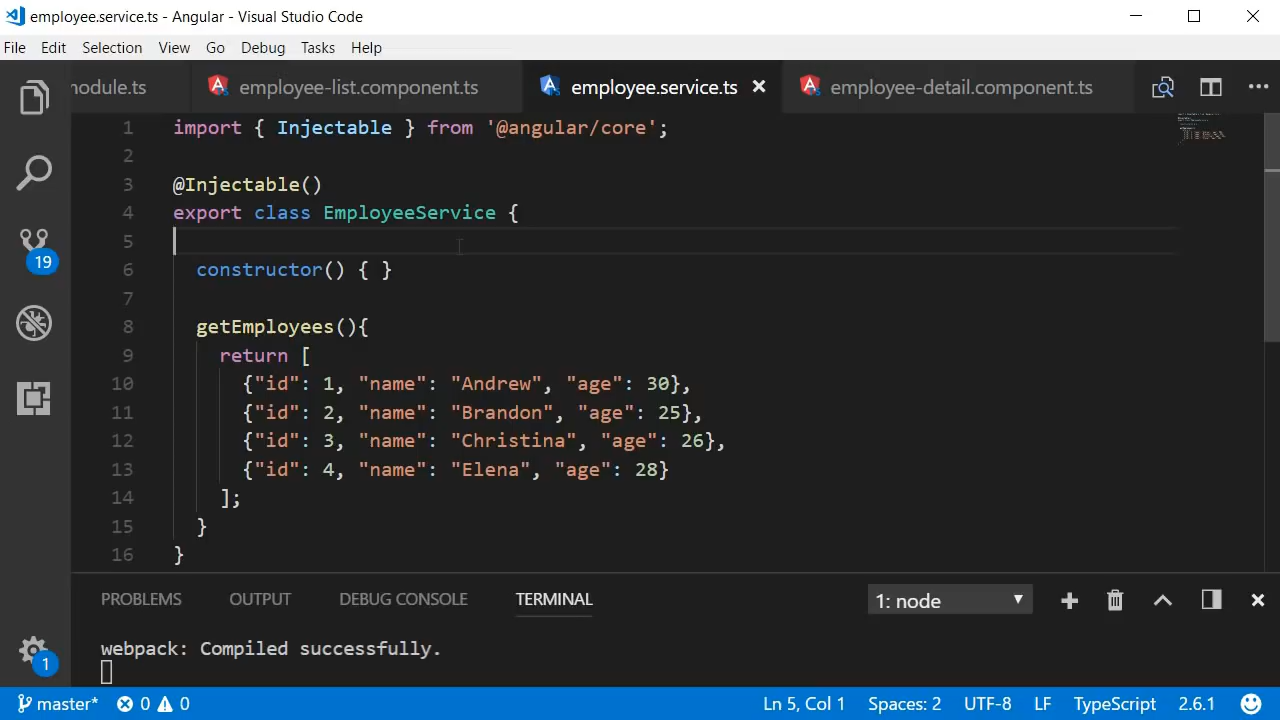 employee.service.ts - Angular - Visual Studio Code
File Edit Selection View Go Debug Tasks Help
nodule.ts employee-list.component.ts employee.service.ts × employee-detail.component.ts ...
1 import { Injectable } from '@angular/core';
2
3 @Injectable()
4 export class EmployeeService {
5
6 constructor() { }
7
8 getEmployees(){
9 return [
10 {"id": 1, "name": "Andrew", "age": 30},
11 {"id": 2, "name": "Brandon", "age": 25},
12 {"id": 3, "name": "Christina", "age": 26},
13 {"id": 4, "name": "Elena", "age": 28}
14 ];
15 }
16 }
19
PROBLEMS OUTPUT DEBUG CONSOLE TERMINAL 1: node
webpack: Compiled successfully.
1
master* 0 0 Ln 5, Col 1 Spaces: 2 UTF-8 LF TypeScript 2.6.1